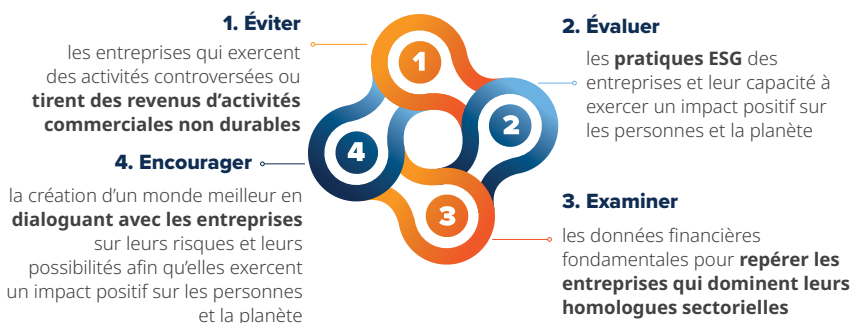 1. Éviter
les entreprises qui exercent
des activités controversées ou
tirent des revenus d’activités
commerciales non durables
2. Évaluer
les pratiques ESG des
entreprises et leur capacité à
exercer un impact positif sur
les personnes et la planète
3. Examiner
les données financières
fondamentales pour repérer les
entreprises qui dominent leurs
homologues sectorielles
4. Encourager
la création d’un monde meilleur en
dialoguant avec les entreprises
sur leurs risques et leurs
possibilités afin qu’elles exercent
un impact positif sur les personnes
et la planète
1
2
3
4